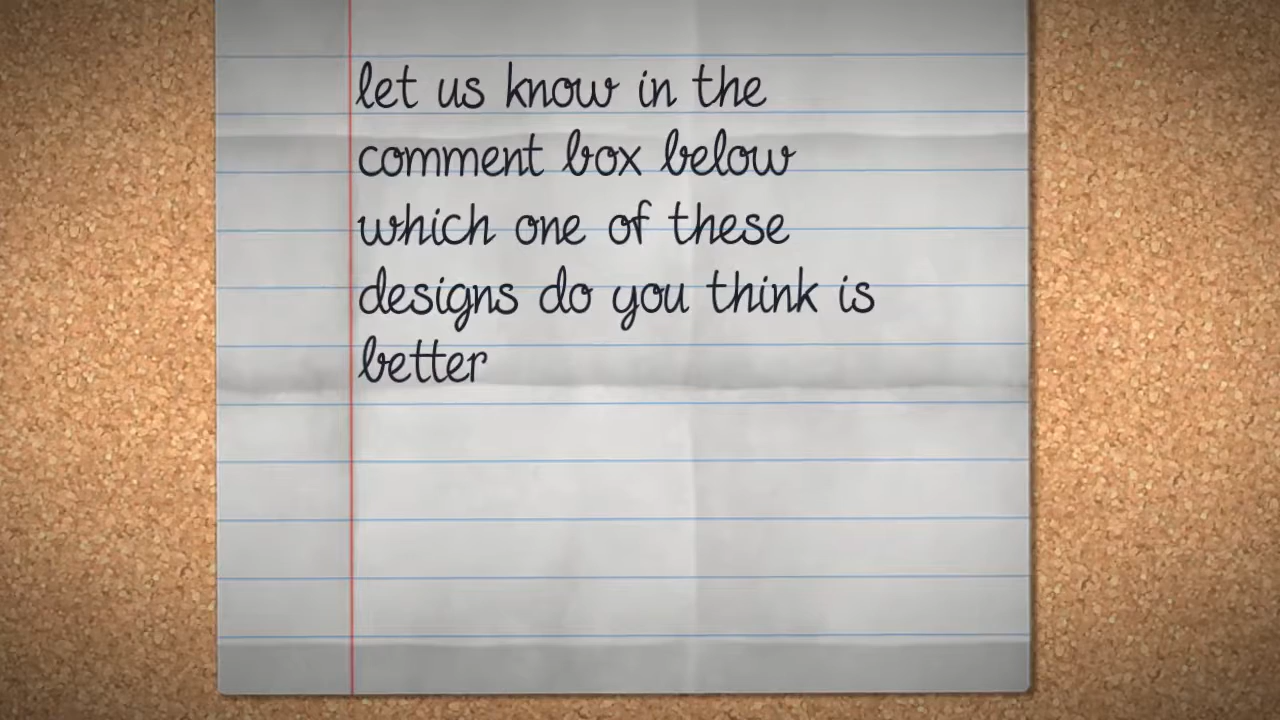 let us know in the
comment box below
which one of these
designs do you think is
better